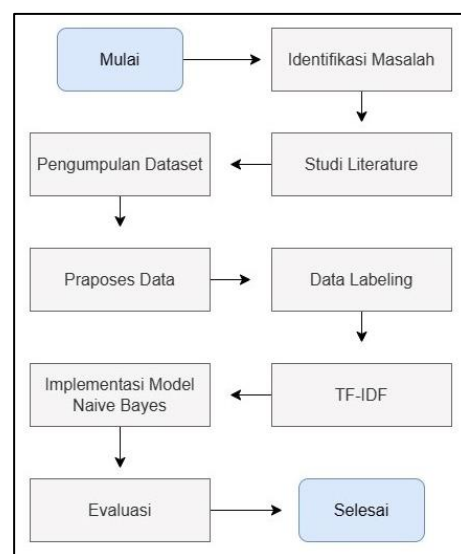 Mulai
Identifikasi Masalah
Studi Literature
Pengumpulan Dataset
Praposes Data
Data Labeling
TF-IDF
Implementasi Model
Naive Bayes
Evaluasi
Selesai